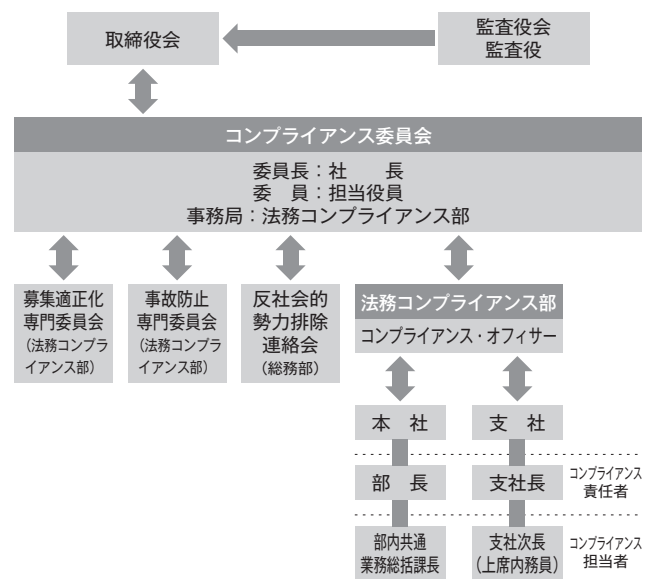 取締役会
監査役会
監査役
コンプライアンス委員会
委員長：社　　長
委　員：担当役員
事務局：法務コンプライアンス部
募集適正化
専門委員会
（法務コンプラ
イアンス部）
事故防止
専門委員会
（法務コンプラ
イアンス部）
反社会的
勢力排除
連絡会
（総務部）
法務コンプライアンス部
コンプライアンス・オフィサー
本　社
支　社
部　長
支社長
コンプライアンス
責任者
部内共通
業務総括課長
支社次長
（上席内務員）
コンプライアンス
担当者